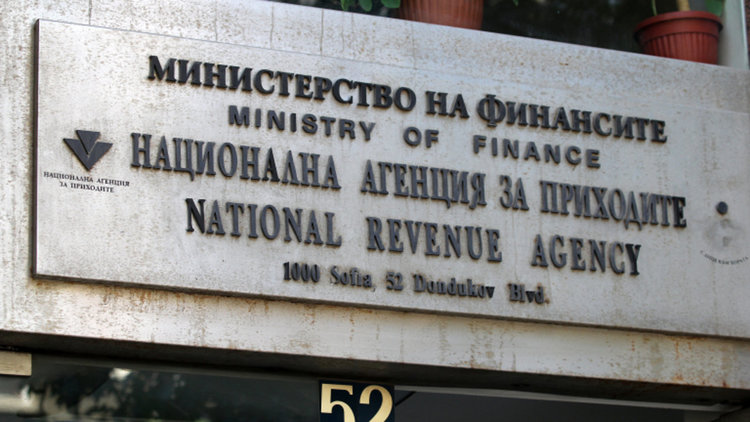 МИНИСТЕРСТВО НА ФИНАНСИТЕ
MINISTRY OF FINANCE
НАЦИОНАЛНА АГЕНЦИЯ ЗА ПРИХОДИТЕ
NATIONAL REVENUE AGENCY
1000 Sofia, 52 Dondukov Blvd.
НАЦИОНАЛНА АГЕНЦИЯ
ЗА ПРИХОДИТЕ
52